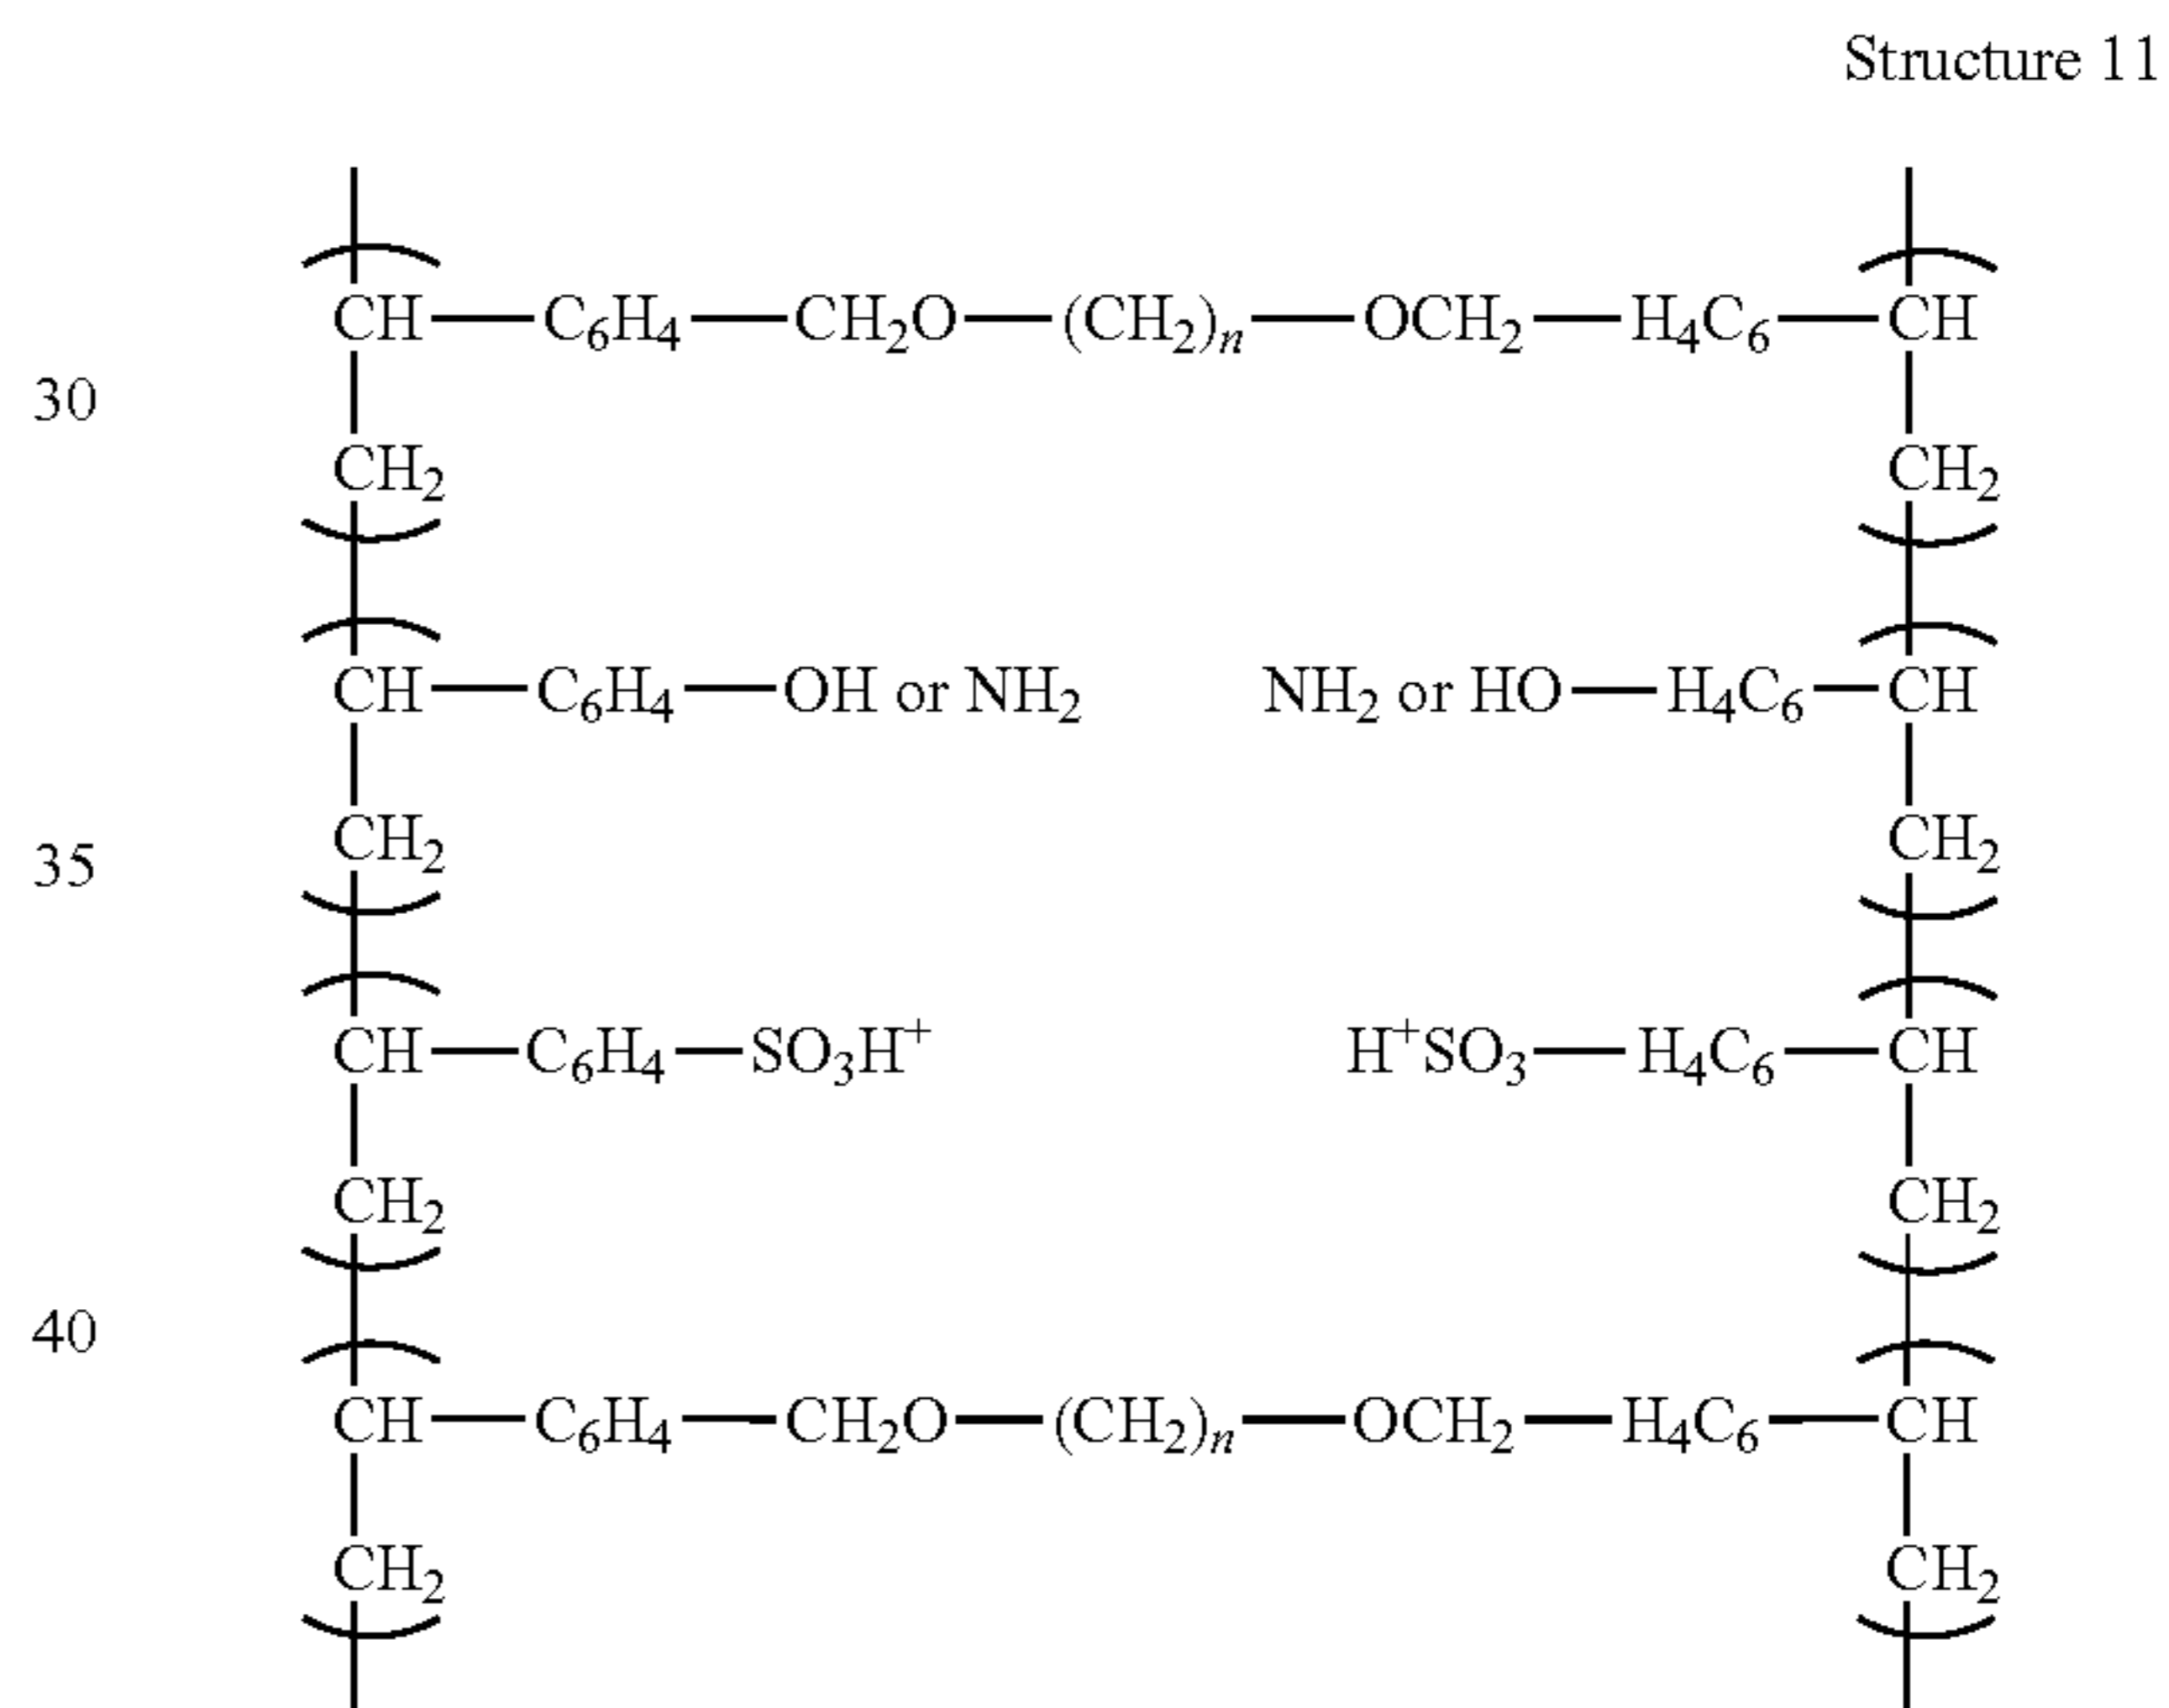 Structure 11
CH—C₆H₄—CH₂O—(CH₂)ₙ—OCH₂—H₄C₆—CH
30
CH₂ CH₂
CH—C₆H₄—OH or NH₂ NH₂ or HO—H₄C₆—CH
35
CH₂ CH₂
CH—C₆H₄—SO₃H⁺ H⁺SO₃—H₄C₆—CH
CH₂ CH₂
40
CH—C₆H₄—CH₂O—(CH₂)ₙ—OCH₂—H₄C₆—CH
CH₂ CH₂